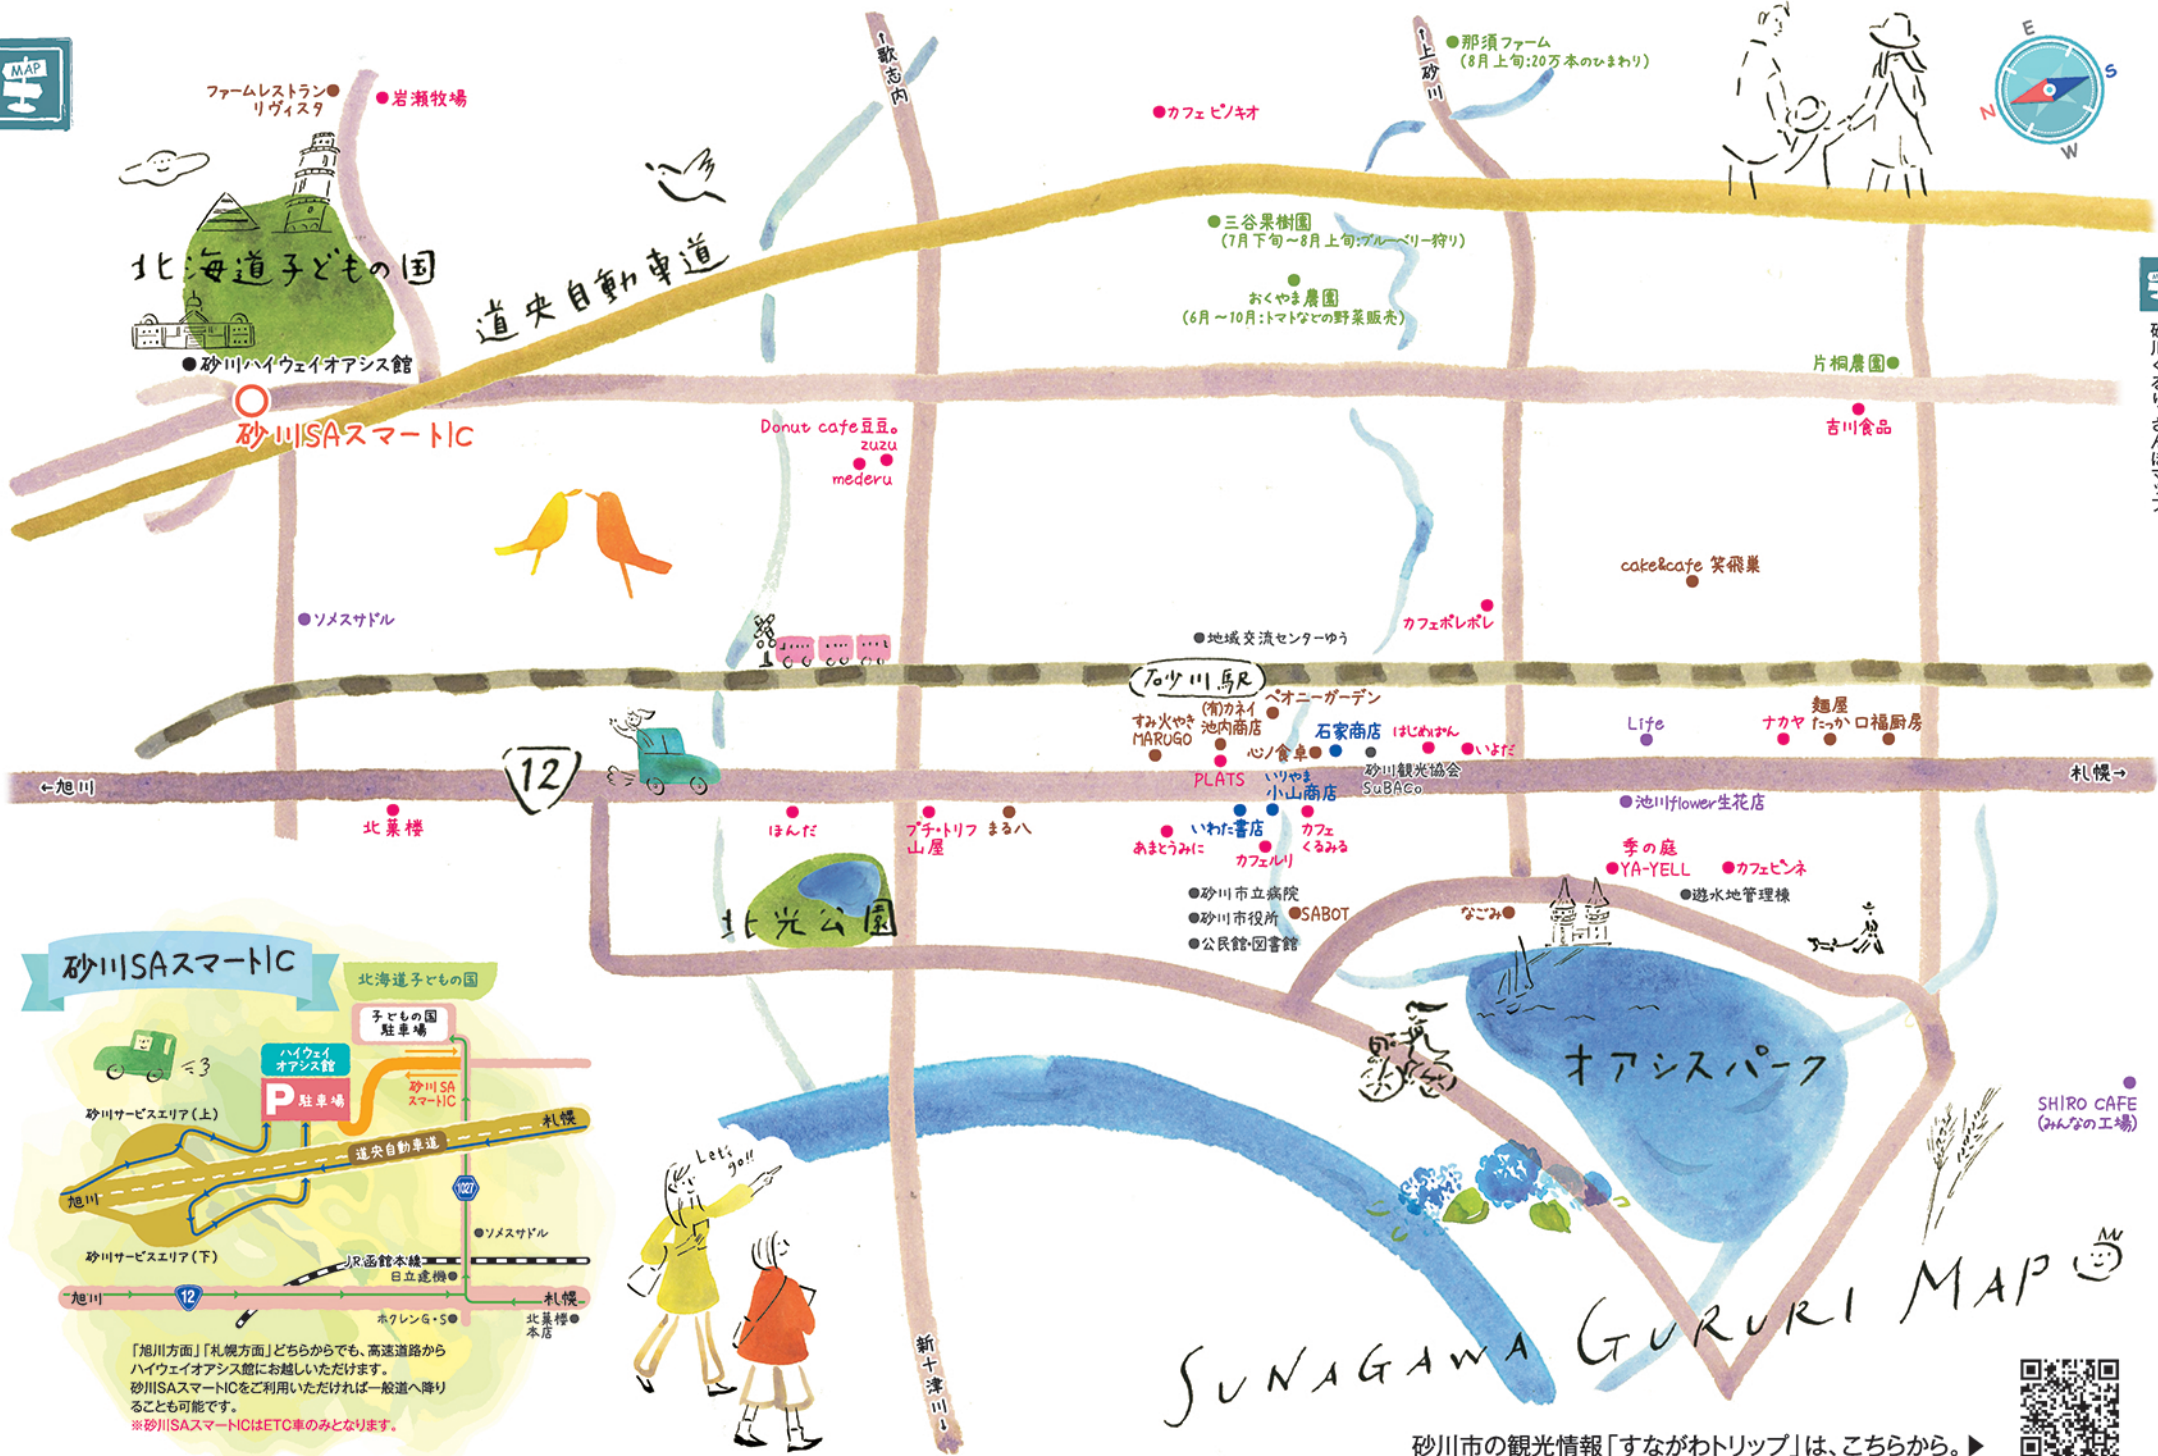 MAP
ファームレストラン
リヴィスタ
岩瀬牧場
↑歌志内
カフェ ピノキオ
↑上砂川
那須ファーム
(8月上旬:20万本のひまわり)
E
S
N
W
北海道子どもの国
道央自動車道
三谷果樹園
(7月下旬～8月上旬:ブルーベリー狩り)
おくやま農園
(6月～10月:トマトなどの野菜販売)
砂川ハイウェイオアシス館
砂川SAスマートIC
片桐農園
吉川食品
Donut cafe豆豆。
zuzu
mederu
cake&cafe 笑飛巣
ソメスサドル
カフェポレポレ
地域交流センターゆう
砂川駅
ペオニーガーデン
すみ火やき
MARUGO
(有)カネイ
池内商店
心ノ食卓
石家商店
はじめぱん
いよだ
Life
ナカヤ
麺屋
たっか
口福厨房
PLATS
砂川観光協会
SuBACo
12
←旭川
札幌→
いりやま
小山商店
池川flower生花店
北菓楼
ほんだ
プチ・トリフ
山屋
まる八
いわた書店
あまとうみに
カフェルリ
カフェ
くるみる
季の庭
YA-YELL
カフェピンネ
遊水地管理棟
砂川市立病院
砂川市役所
公民館・図書館
SABOT
なごみ
北光公園
オアシスパーク
SHIRO CAFE
(みんなの工場)
砂川SAスマートIC
北海道子どもの国
子どもの国
駐車場
ハイウェイ
オアシス館
P 駐車場
砂川SA
スマートIC
砂川サービスエリア(上)
札幌
道央自動車道
旭川
1027
砂川サービスエリア(下)
ソメスサドル
JR函館本線
日立建機
旭川
12
札幌
ホクレンG・S
北菓楼
本店
「旭川方面」「札幌方面」どちらからでも、高速道路から
ハイウェイオアシス館にお越しいただけます。
砂川SAスマートICをご利用いただければ一般道へ降り
ることも可能です。
※砂川SAスマートICはETC車のみとなります。
Let's
go!!
新十津川↓
SUNAGAWA GURURI MAP
砂川市の観光情報「すながわトリップ」は、こちらから。▶